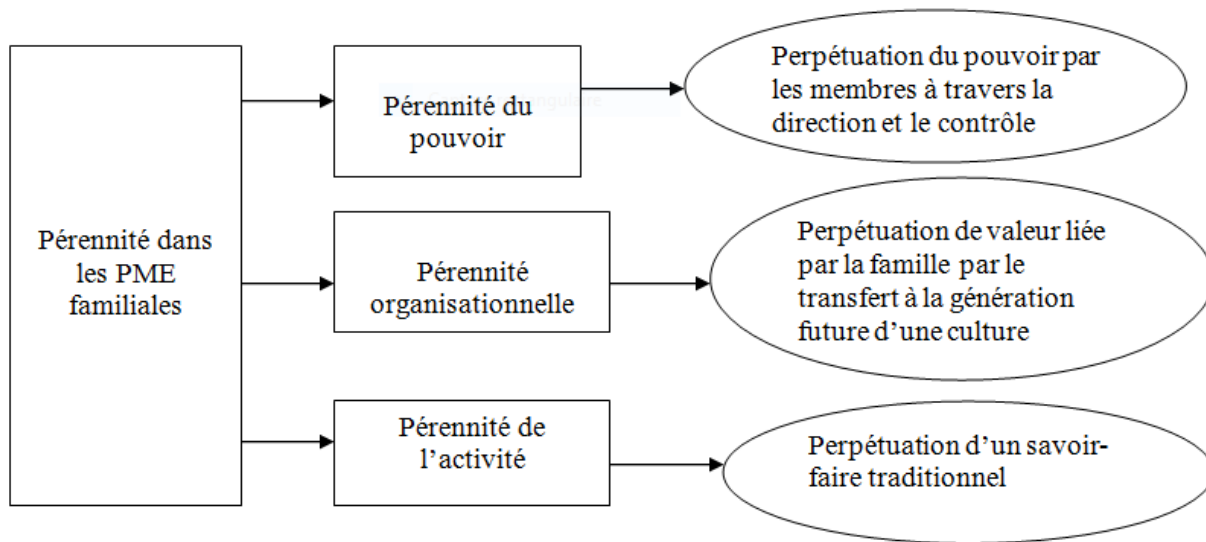 Pérennité dans
les PME
familiales
Pérennité du
pouvoir
Perpétuation du pouvoir par
les membres à travers la
direction et le contrôle
Pérennité
organisationnelle
Perpétuation de valeur liée
par la famille par le
transfert à la génération
future d’une culture
Pérennité de
l’activité
Perpétuation d’un savoir-
faire traditionnel